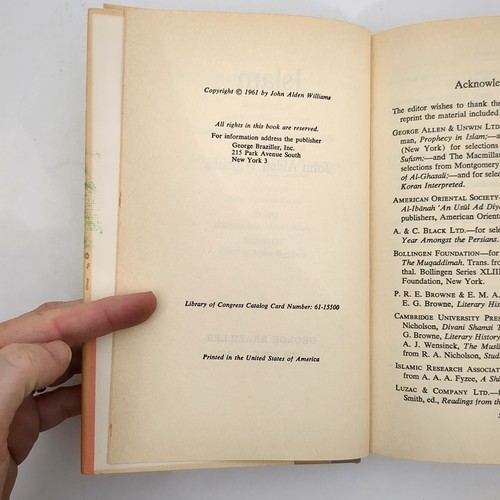 Copyright © 1961 by John Alden Williams
All rights in this book are reserved.
For information address the publisher
George Braziller, Inc.
215 Park Avenue South
New York 3
Library of Congress Catalog Card Number: 61-15500
Printed in the United States of America
Acknowle
The editor wishes to thank the
reprint the material included
GEORGE ALLEN & UNWIN LTD
man, Prophecy in Islam;—a
(New York) for selections
Sufism;—and The Macmillan
selections from Montgomery
of Al-Ghazali;—and for selec
Koran Interpreted.
AMERICAN ORIENTAL SOCIETY—
Al-Ibānah 'An Usūl Ad Diy
publishers, American Orienta
A. & C. BLACK LTD.—for sele
Year Amongst the Persians.
BOLLINGEN FOUNDATION—for
The Muqaddimah. Trans. fro
thal. Bollingen Series XLIII
Foundation, New York.
P. R. E. BROWNE & E. M. A.
E. G. Browne, Literary Hist
CAMBRIDGE UNIVERSITY PRES
Nicholson, Divani Shamsi T
G. Browne, Literary History
A. J. Wensinck, The Musli
from R. A. Nicholson, Stud
ISLAMIC RESEARCH ASSOCIAT
from A. A. A. Fyzee, A Shi
LUZAC & COMPANY LTD.—f
Smith, ed., Readings from th